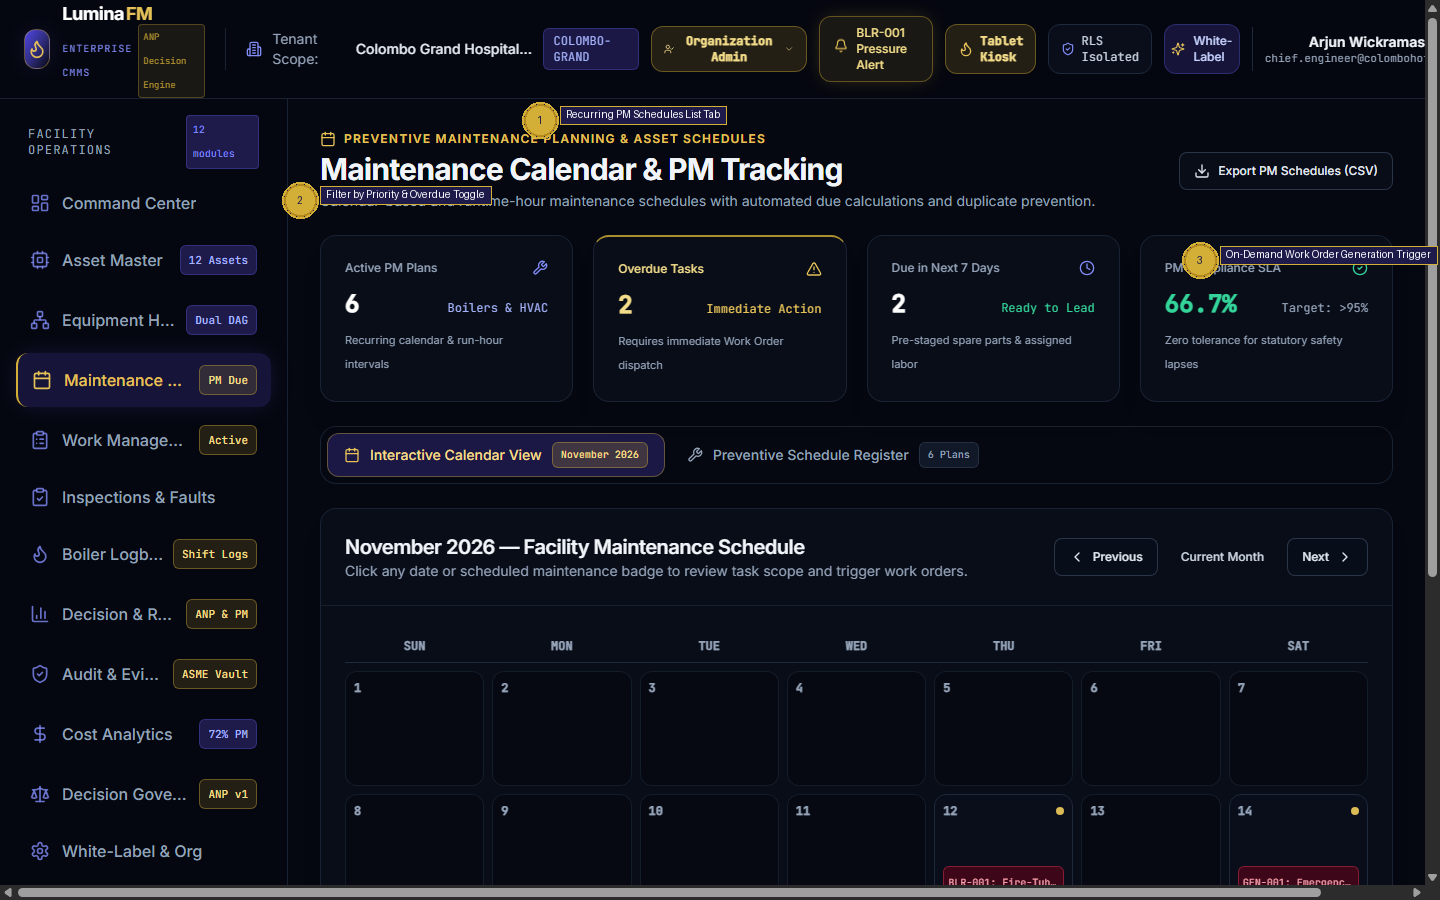 LuminaFM
ENTERPRISE CMMS
ANP Decision Engine
Tenant Scope:
Colombo Grand Hospital...
COLOMBO-GRAND
Organization Admin
BLR-001 Pressure Alert
Tablet Kiosk
RLS Isolated
White-Label
Arjun Wickramas
chief.engineer@colomboho
FACILITY OPERATIONS
12 modules
Command Center
Asset Master
12 Assets
Equipment H...
Dual DAG
Maintenance ...
PM Due
Work Manage...
Active
Inspections & Faults
Boiler Logb...
Shift Logs
Decision & R...
ANP & PM
Audit & Evi...
ASME Vault
Cost Analytics
72% PM
Decision Gove...
ANP v1
White-Label & Org
1
Recurring PM Schedules List Tab
PREVENTIVE MAINTENANCE PLANNING & ASSET SCHEDULES
Maintenance Calendar & PM Tracking
2
Filter by Priority & Overdue Toggle
me-hour maintenance schedules with automated due calculations and duplicate prevention.
Export PM Schedules (CSV)
3
On-Demand Work Order Generation Trigger
Active PM Plans
6
Boilers & HVAC
Recurring calendar & run-hour
intervals
Overdue Tasks
2
Immediate Action
Requires immediate Work Order
dispatch
Due in Next 7 Days
2
Ready to Lead
Pre-staged spare parts & assigned
labor
PM SLA
66.7%
Target: >95%
Zero tolerance for statutory safety
lapses
Interactive Calendar View
November 2026
Preventive Schedule Register
6 Plans
November 2026 — Facility Maintenance Schedule
Click any date or scheduled maintenance badge to review task scope and trigger work orders.
Previous
Current Month
Next
SUN MON TUE WED THU FRI SAT
1 2 3 4 5 6 7
8 9 10 11 12 13 14
BLR-001: Fire-Tub…
GEN-001: Emergenc…